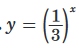 . y = (1/3)^x